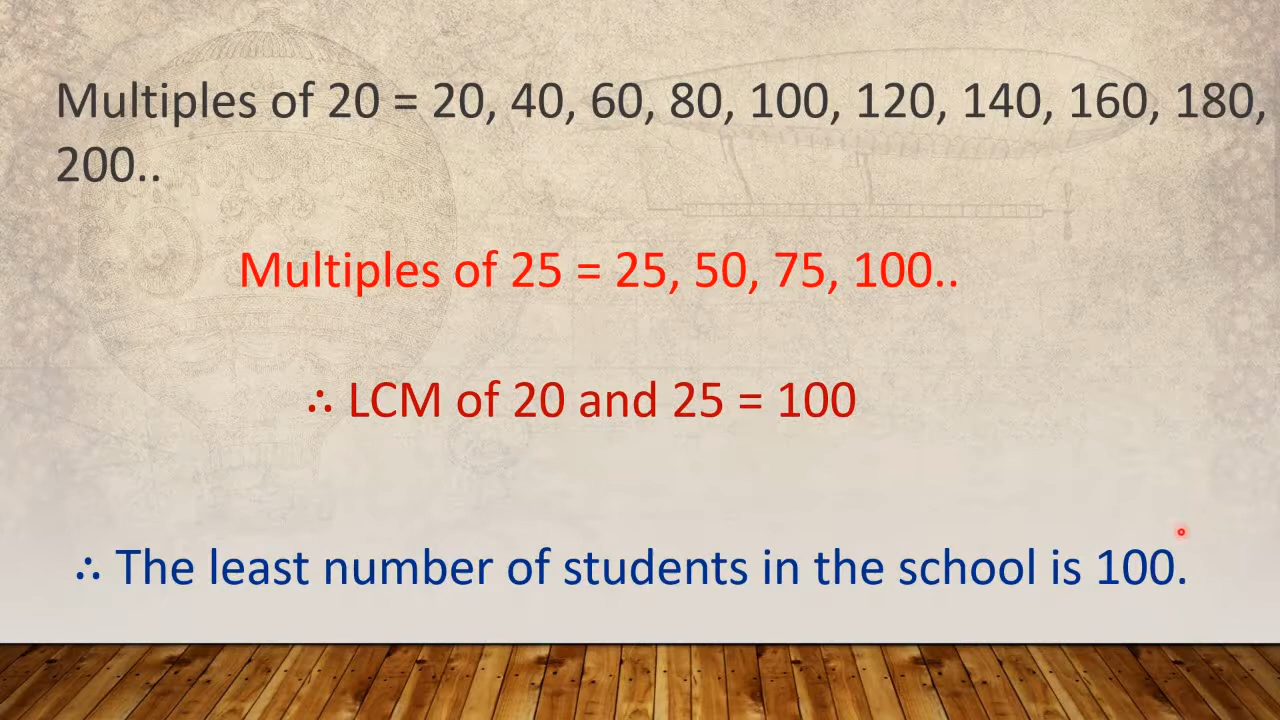 Multiples of 20 = 20, 40, 60, 80, 100, 120, 140, 160, 180,
200..
Multiples of 25 = 25, 50, 75, 100..
∴ LCM of 20 and 25 = 100
∴ The least number of students in the school is 100.